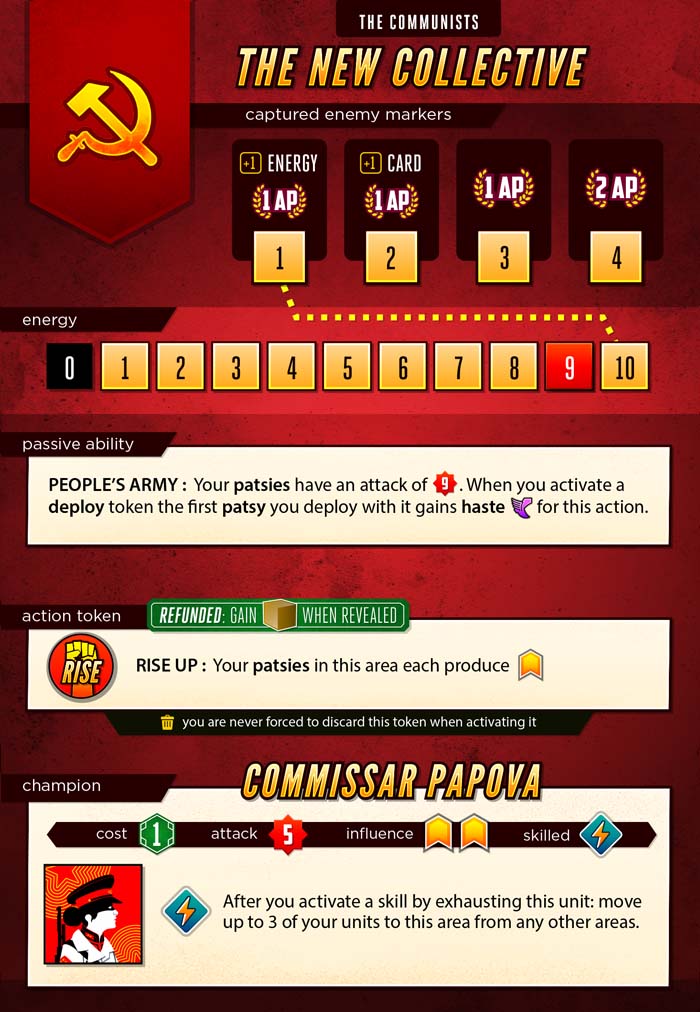 THE COMMUNISTS
THE NEW COLLECTIVE
captured enemy markers
+1 ENERGY
1 AP
1
+1 CARD
1 AP
2
1 AP
3
2 AP
4
energy
0 1 2 3 4 5 6 7 8 9 10
passive ability
PEOPLE'S ARMY : Your patsies have an attack of 9. When you activate a
deploy token the first patsy you deploy with it gains haste for this action.
action token
REFUNDED: GAIN WHEN REVEALED
RISE
RISE UP : Your patsies in this area each produce
you are never forced to discard this token when activating it
champion
COMMISSAR PAPOVA
cost 1 attack 5 influence skilled
After you activate a skill by exhausting this unit: move
up to 3 of your units to this area from any other areas.